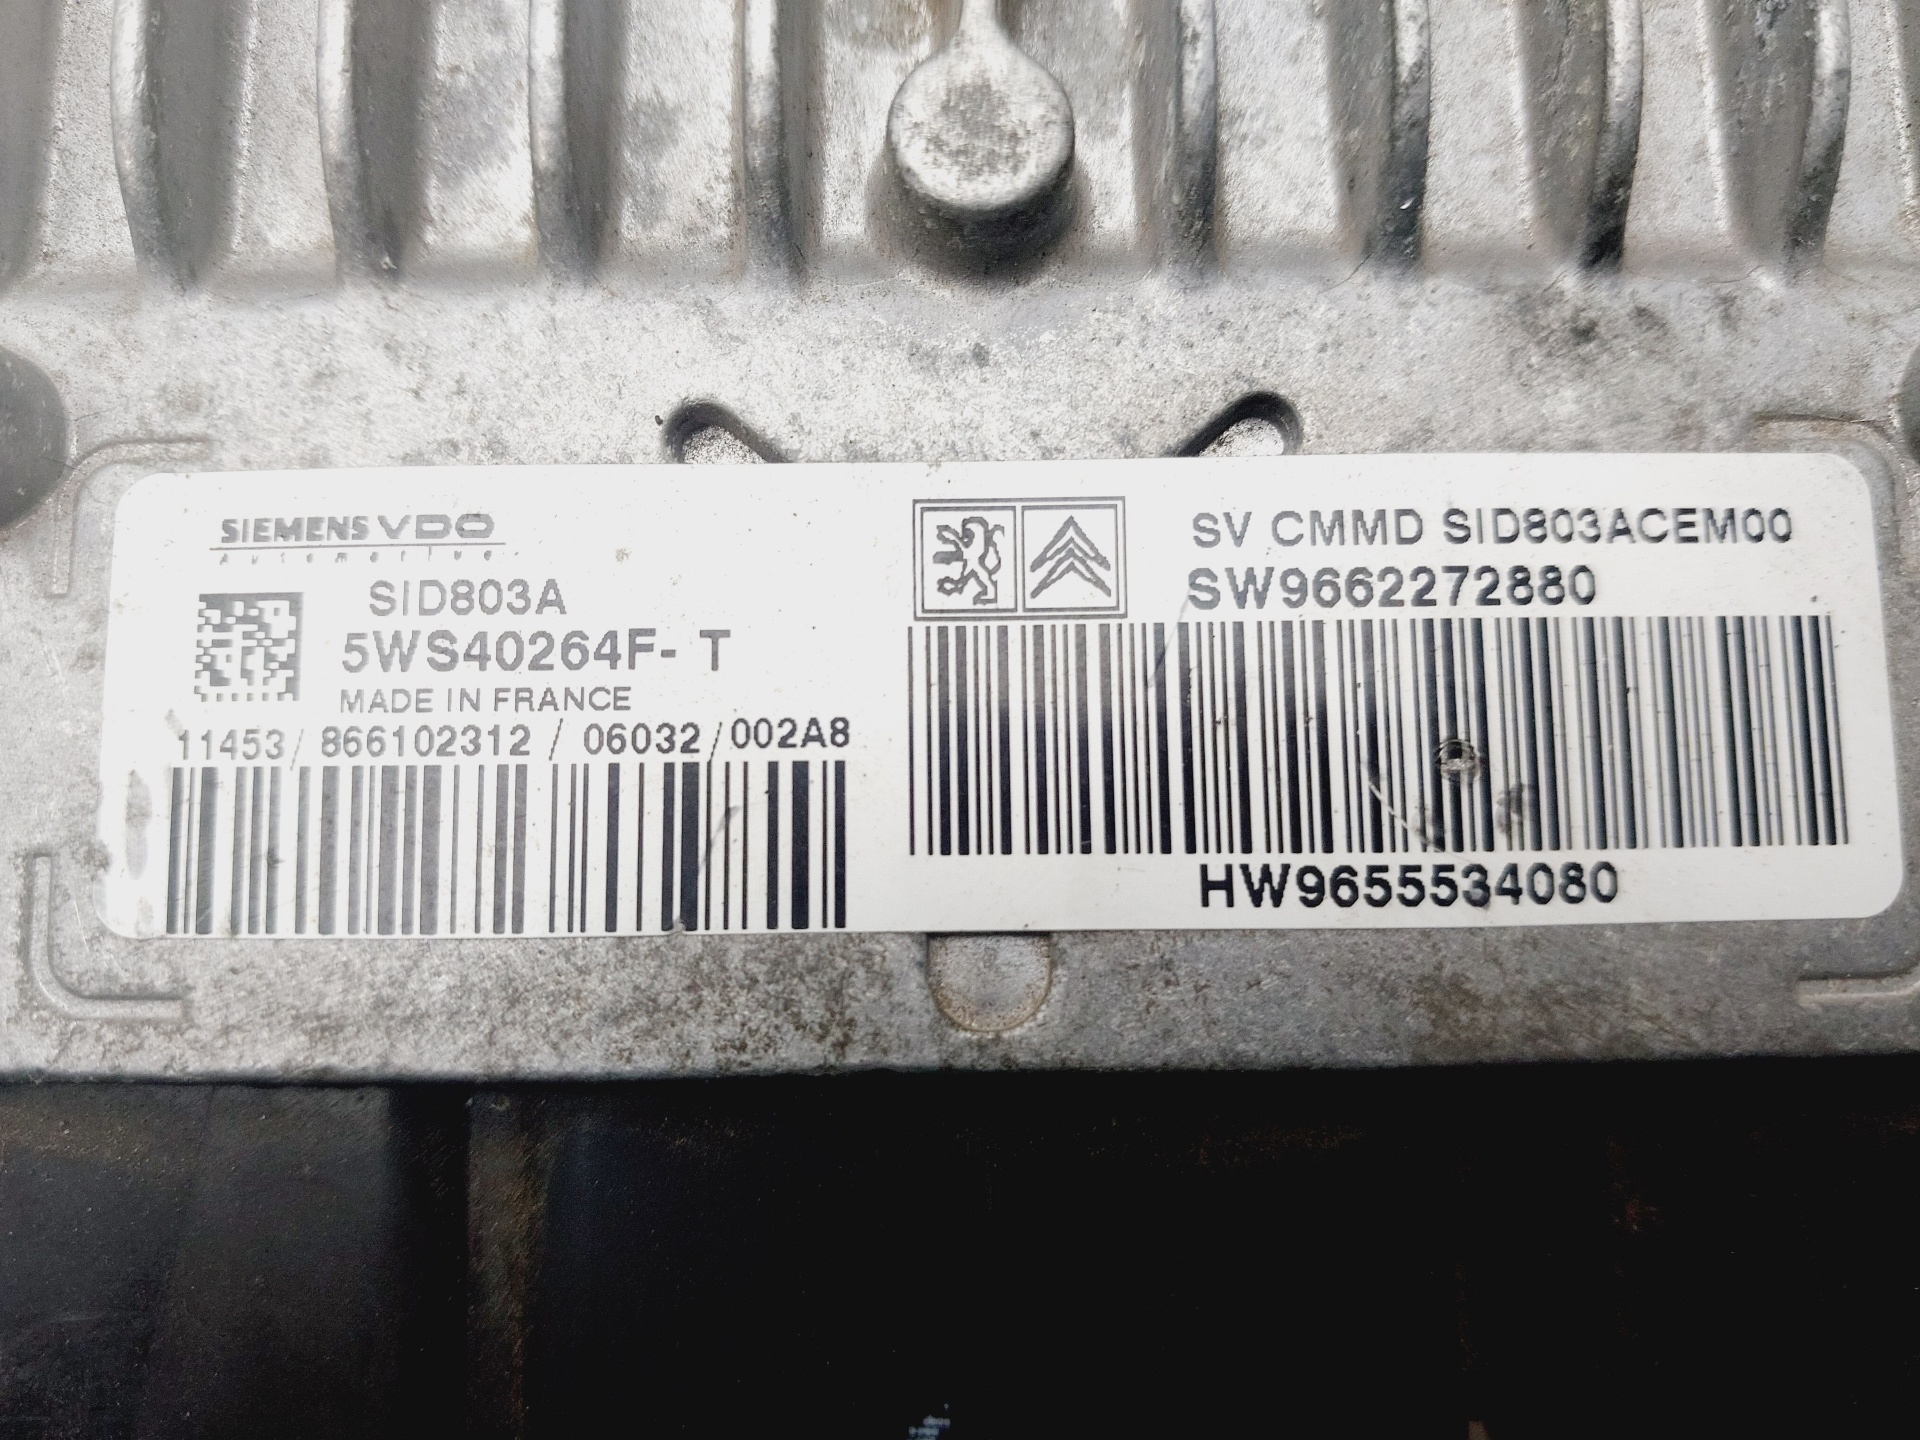 SIEMENS VDO
Automotive
SID803A
5WS40264F- T
MADE IN FRANCE
11453/ 866102312 / 06032/002A8
SV CMMD SID803ACEM00
SW9662272880
HW9655534080